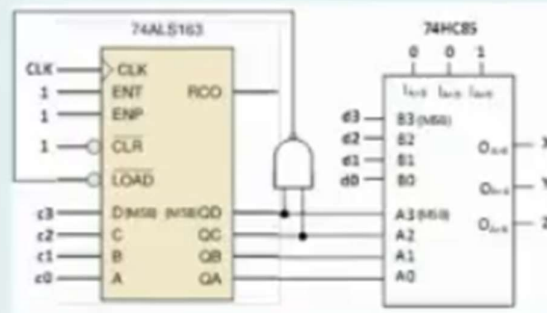 74ALS163
74HC85
0 0 1
CLK CLK
1 ENT RCO
1 ENP
1 CLR
LOAD
c3 D(MSB) (MSB)QD
c2 C QC
c1 B QB
c0 A QA
d3 B3(MSB)
d2 B2
d1 B1
d0 B0
A3(MSB)
A2
A1
A0
X
Y
Z